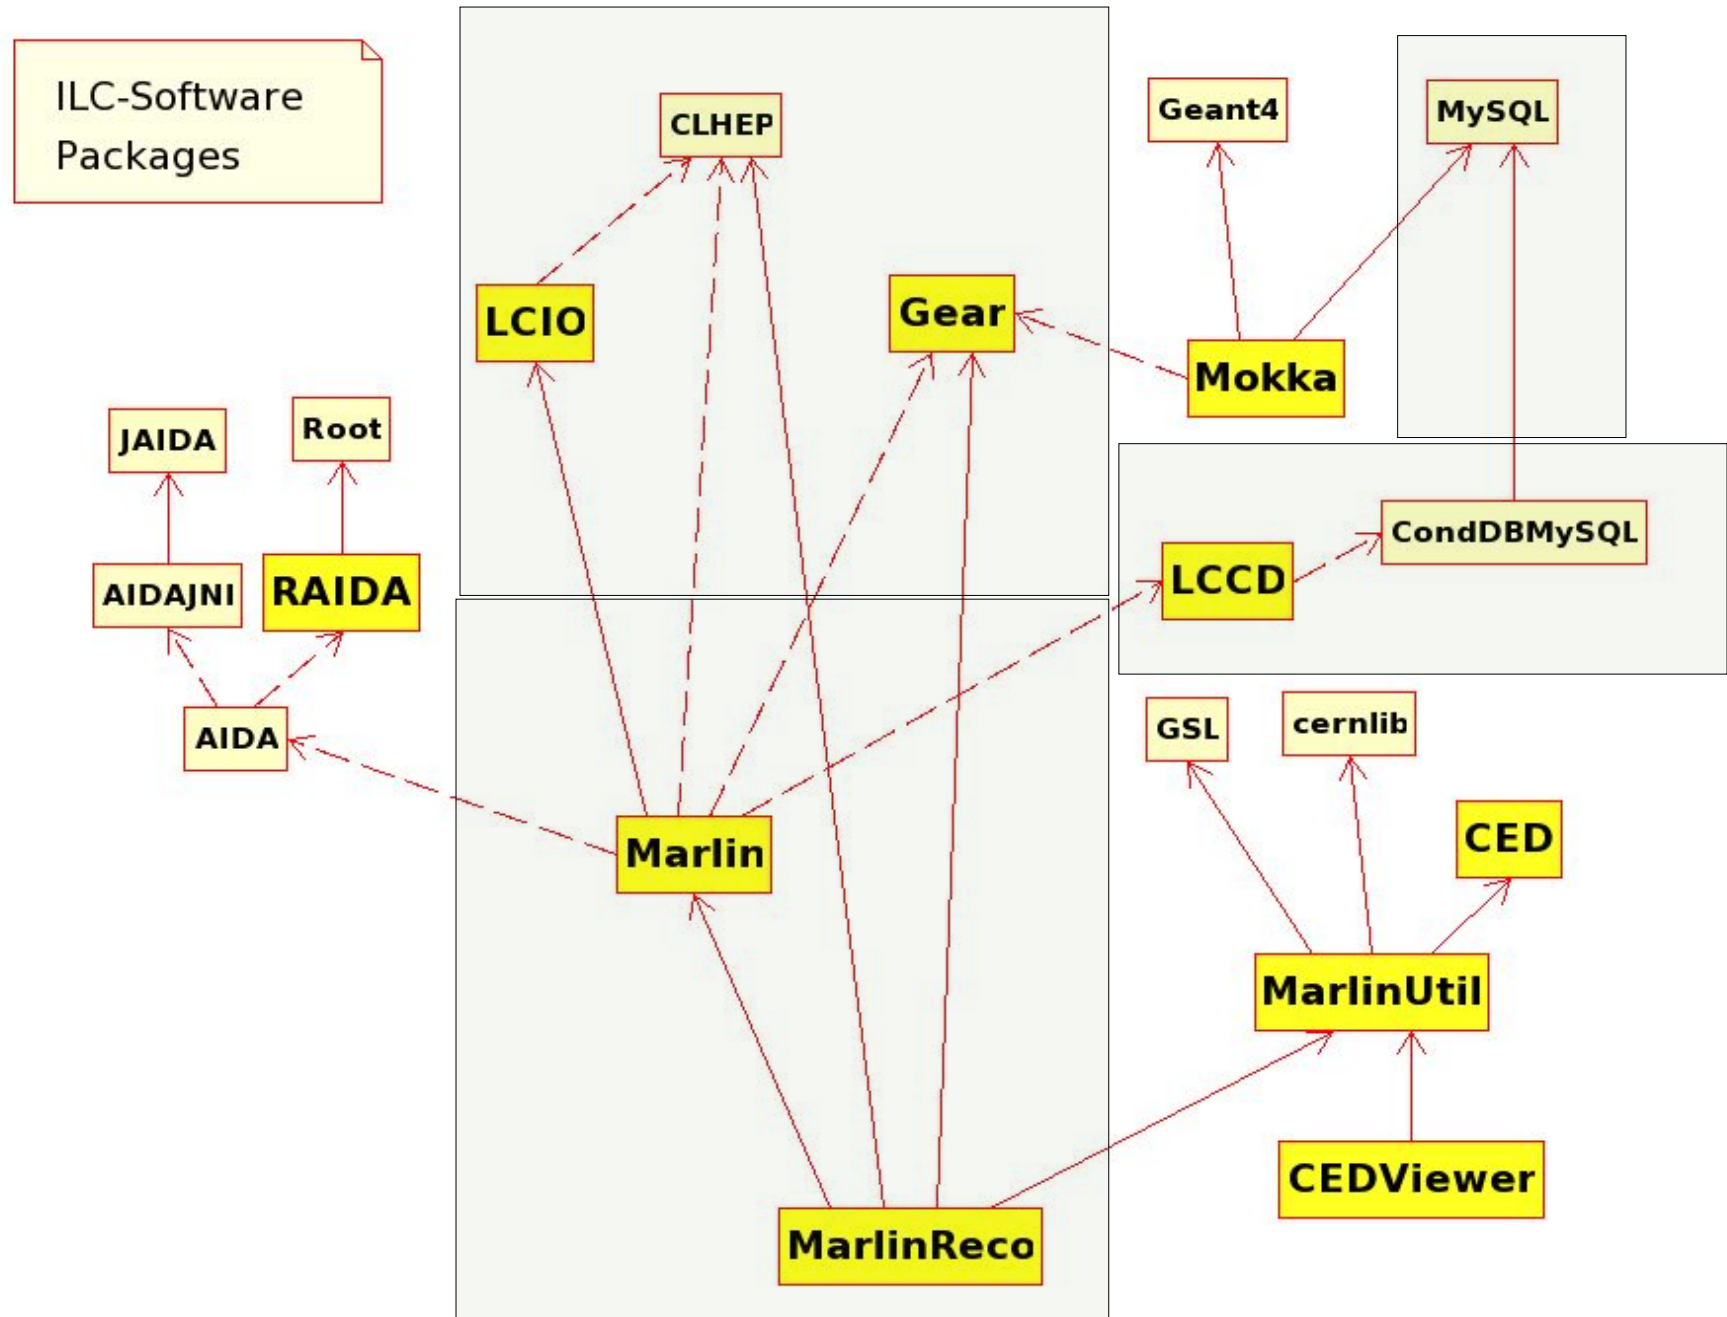 ILC-Software
Packages
CLHEP
Geant4
MySQL
LCIO
Gear
Mokka
JAIDA
Root
CondDBMySQL
AIDAJNI
RAIDA
LCCD
AIDA
GSL
cernlib
Marlin
CED
MarlinUtil
CEDViewer
MarlinReco